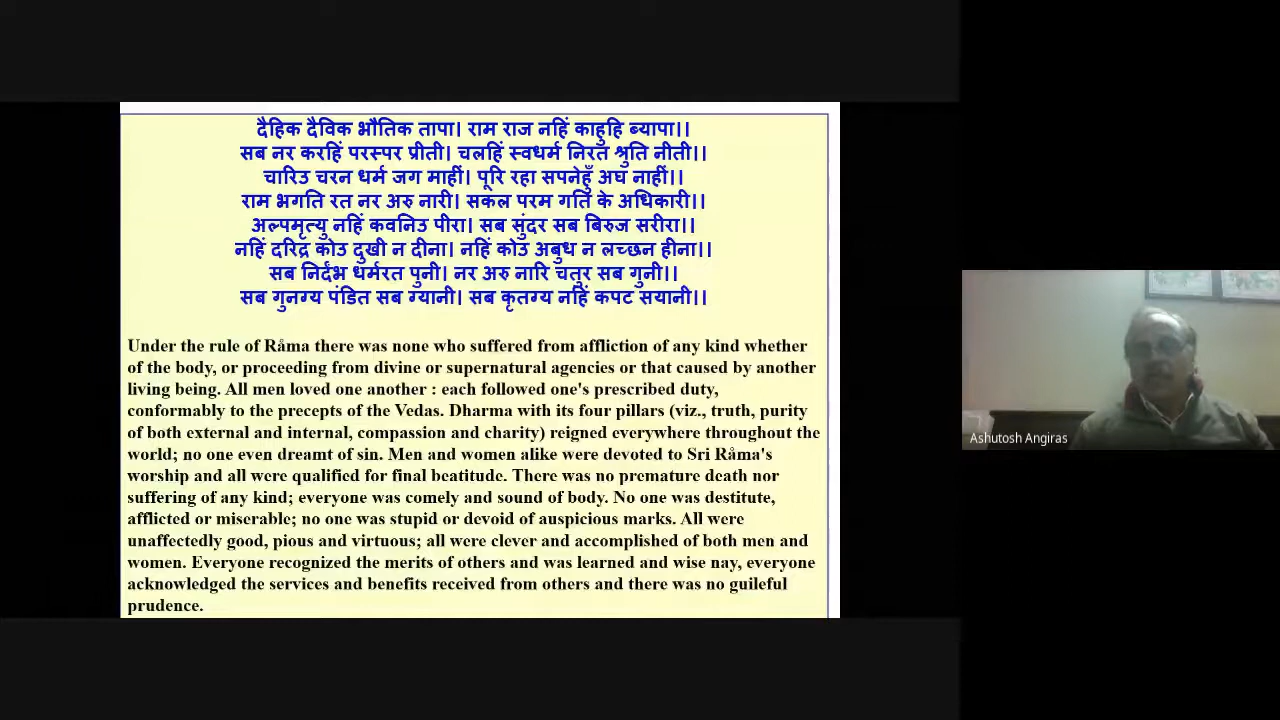 दैहिक दैविक भौतिक तापा। राम राज नहिं काहुहि ब्यापा।।
सब नर करहिं परस्पर प्रीती। चलहिं स्वधर्म निरत श्रुति नीती।।
चारिउ चरन धर्म जग माहीं। पूरि रहा सपनेहुँ अघ नाहीं।।
राम भगति रत नर अरु नारी। सकल परम गति के अधिकारी।।
अल्पमृत्यु नहिं कवनिउ पीरा। सब सुंदर सब बिरुज सरीरा।।
नहिं दरिद्र कोउ दुखी न दीना। नहिं कोउ अबुध न लच्छन हीना।।
सब निर्दंभ धर्मरत पुनी। नर अरु नारि चतुर सब गुनी।।
सब गुनग्य पंडित सब ग्यानी। सब कृतग्य नहिं कपट सयानी।।
Under the rule of Råma there was none who suffered from affliction of any kind whether
of the body, or proceeding from divine or supernatural agencies or that caused by another
living being. All men loved one another : each followed one's prescribed duty,
conformably to the precepts of the Vedas. Dharma with its four pillars (viz., truth, purity
of both external and internal, compassion and charity) reigned everywhere throughout the
world; no one even dreamt of sin. Men and women alike were devoted to Sri Råma's
worship and all were qualified for final beatitude. There was no premature death nor
suffering of any kind; everyone was comely and sound of body. No one was destitute,
afflicted or miserable; no one was stupid or devoid of auspicious marks. All were
unaffectedly good, pious and virtuous; all were clever and accomplished of both men and
women. Everyone recognized the merits of others and was learned and wise nay, everyone
acknowledged the services and benefits received from others and there was no guileful
prudence.
Ashutosh Angiras